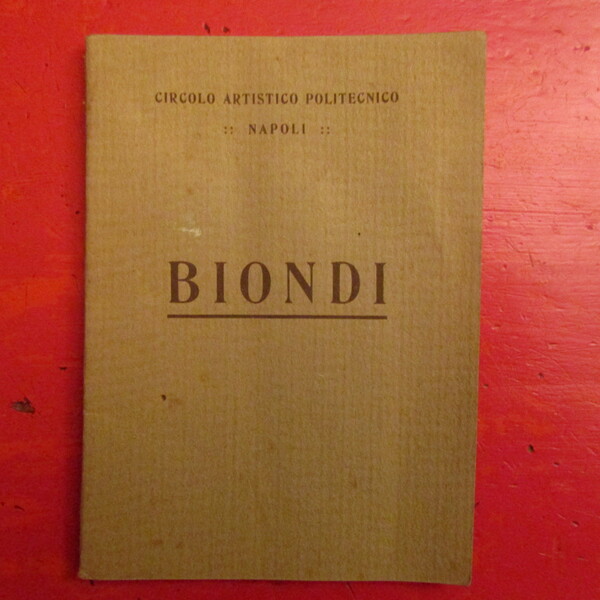 CIRCOLO ARTISTICO POLITECNICO
:: NAPOLI ::
BIONDI